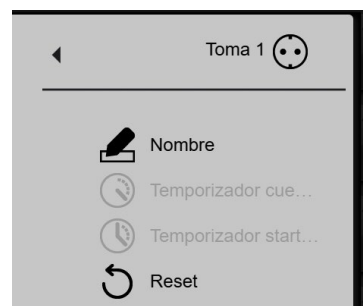 Toma 1
Nombre
Temporizador cue...
Temporizador start...
Reset